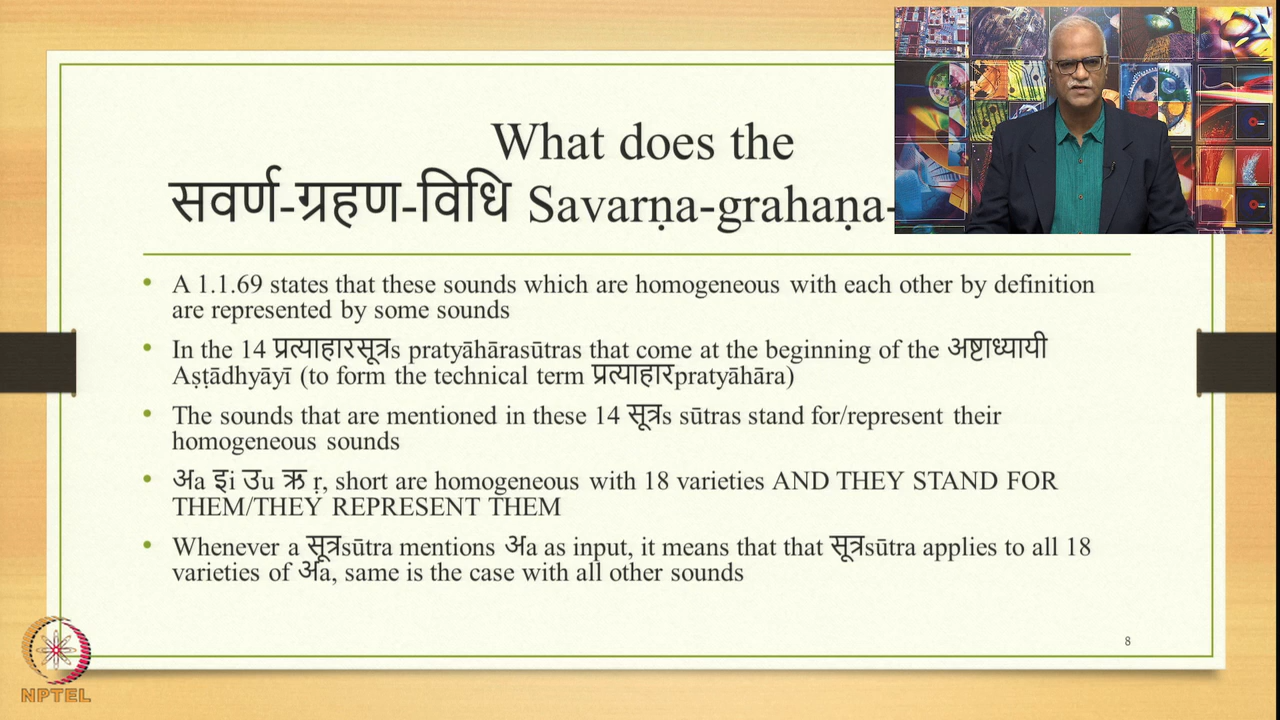 What does the
सवर्ण-ग्रहण-विधि Savarṇa-grahaṇa-
• A 1.1.69 states that these sounds which are homogeneous with each other by definition
are represented by some sounds
• In the 14 प्रत्याहारसूत्रs pratyāhārasūtras that come at the beginning of the अष्टाध्यायी
Aṣṭādhyāyī (to form the technical term प्रत्याहारpratyāhāra)
• The sounds that are mentioned in these 14 सूत्रs sūtras stand for/represent their
homogeneous sounds
• अa इi उu ऋ ṛ, short are homogeneous with 18 varieties AND THEY STAND FOR
THEM/THEY REPRESENT THEM
• Whenever a सूत्रsūtra mentions अa as input, it means that that सूत्रsūtra applies to all 18
varieties of अa, same is the case with all other sounds
8
NPTEL